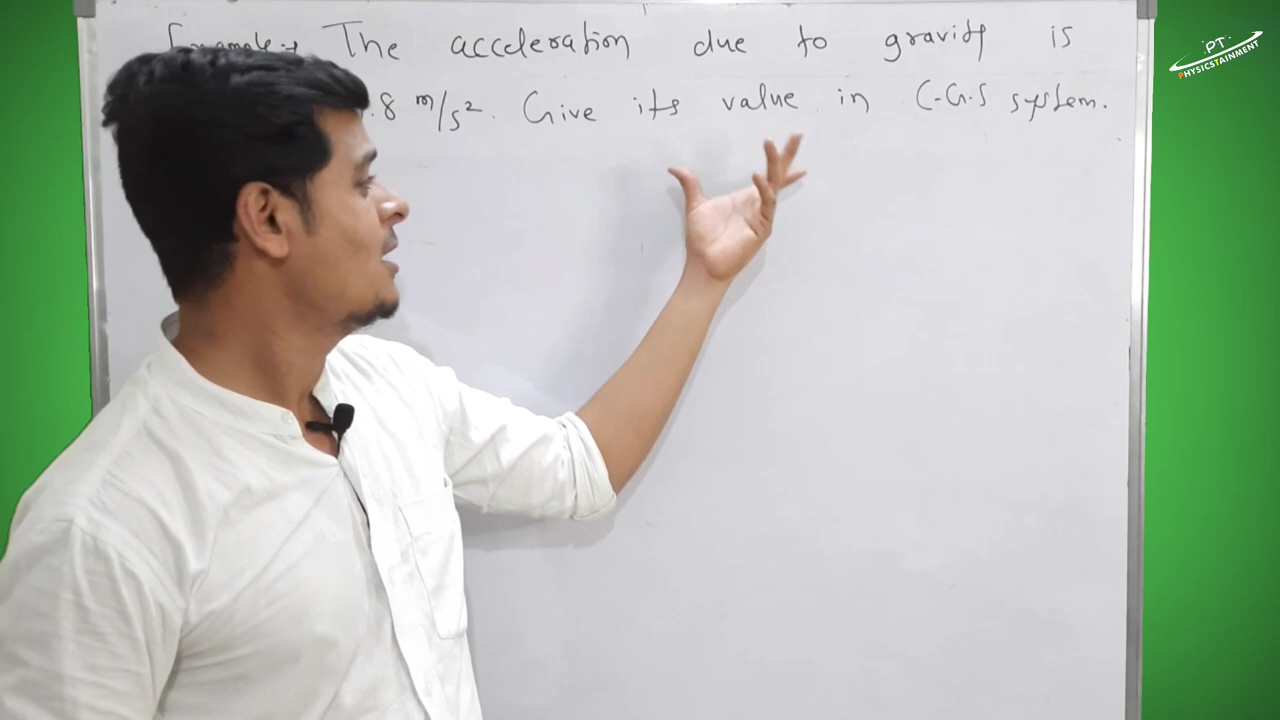 Example:→ The acceleration due to gravity is
.8 m/s². Give its value in C.G.S system.
PT
PHYSICSTAINMENT